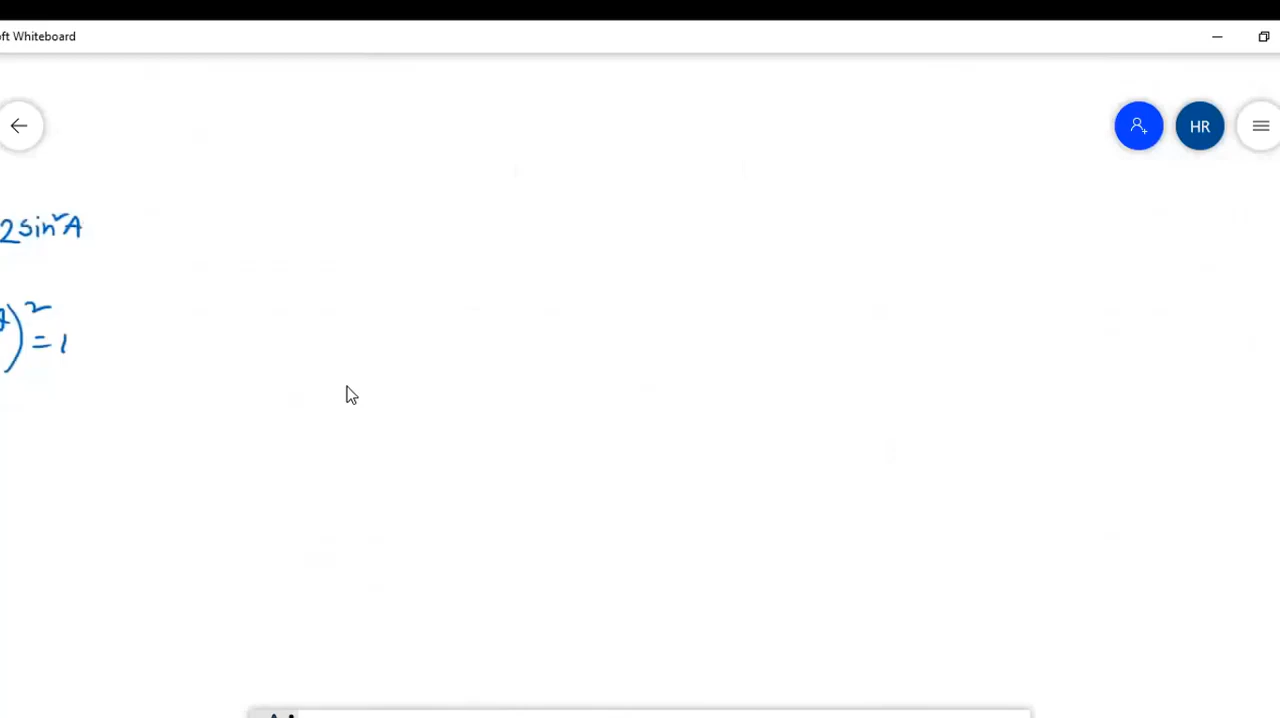 oft Whiteboard
HR
2sin²A
)² = 1